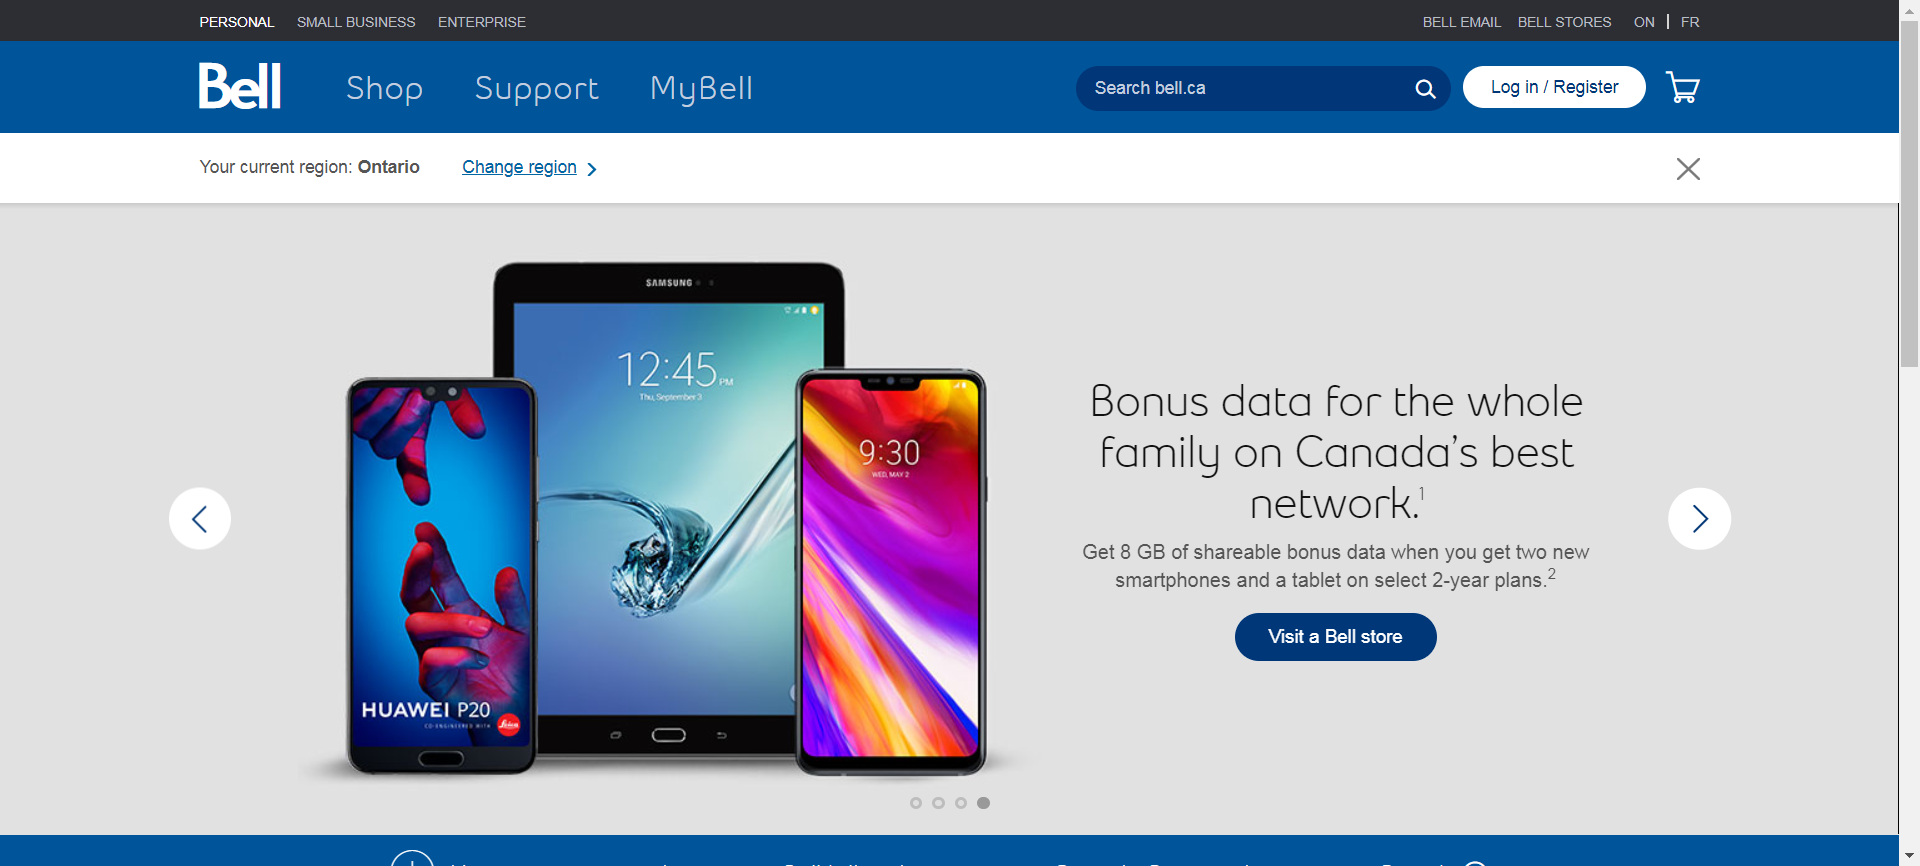 PERSONAL SMALL BUSINESS ENTERPRISE BELL EMAIL BELL STORES ON | FR
Bell Shop Support MyBell Search bell.ca Log in / Register
Your current region: Ontario Change region
SAMSUNG
12:45 PM
Thu, September 3
9:30
WED, MAY 2
HUAWEI P20
CO-ENGINEERED WITH Leica
Bonus data for the whole
family on Canada’s best
network.1
Get 8 GB of shareable bonus data when you get two new
smartphones and a tablet on select 2-year plans.2
Visit a Bell store